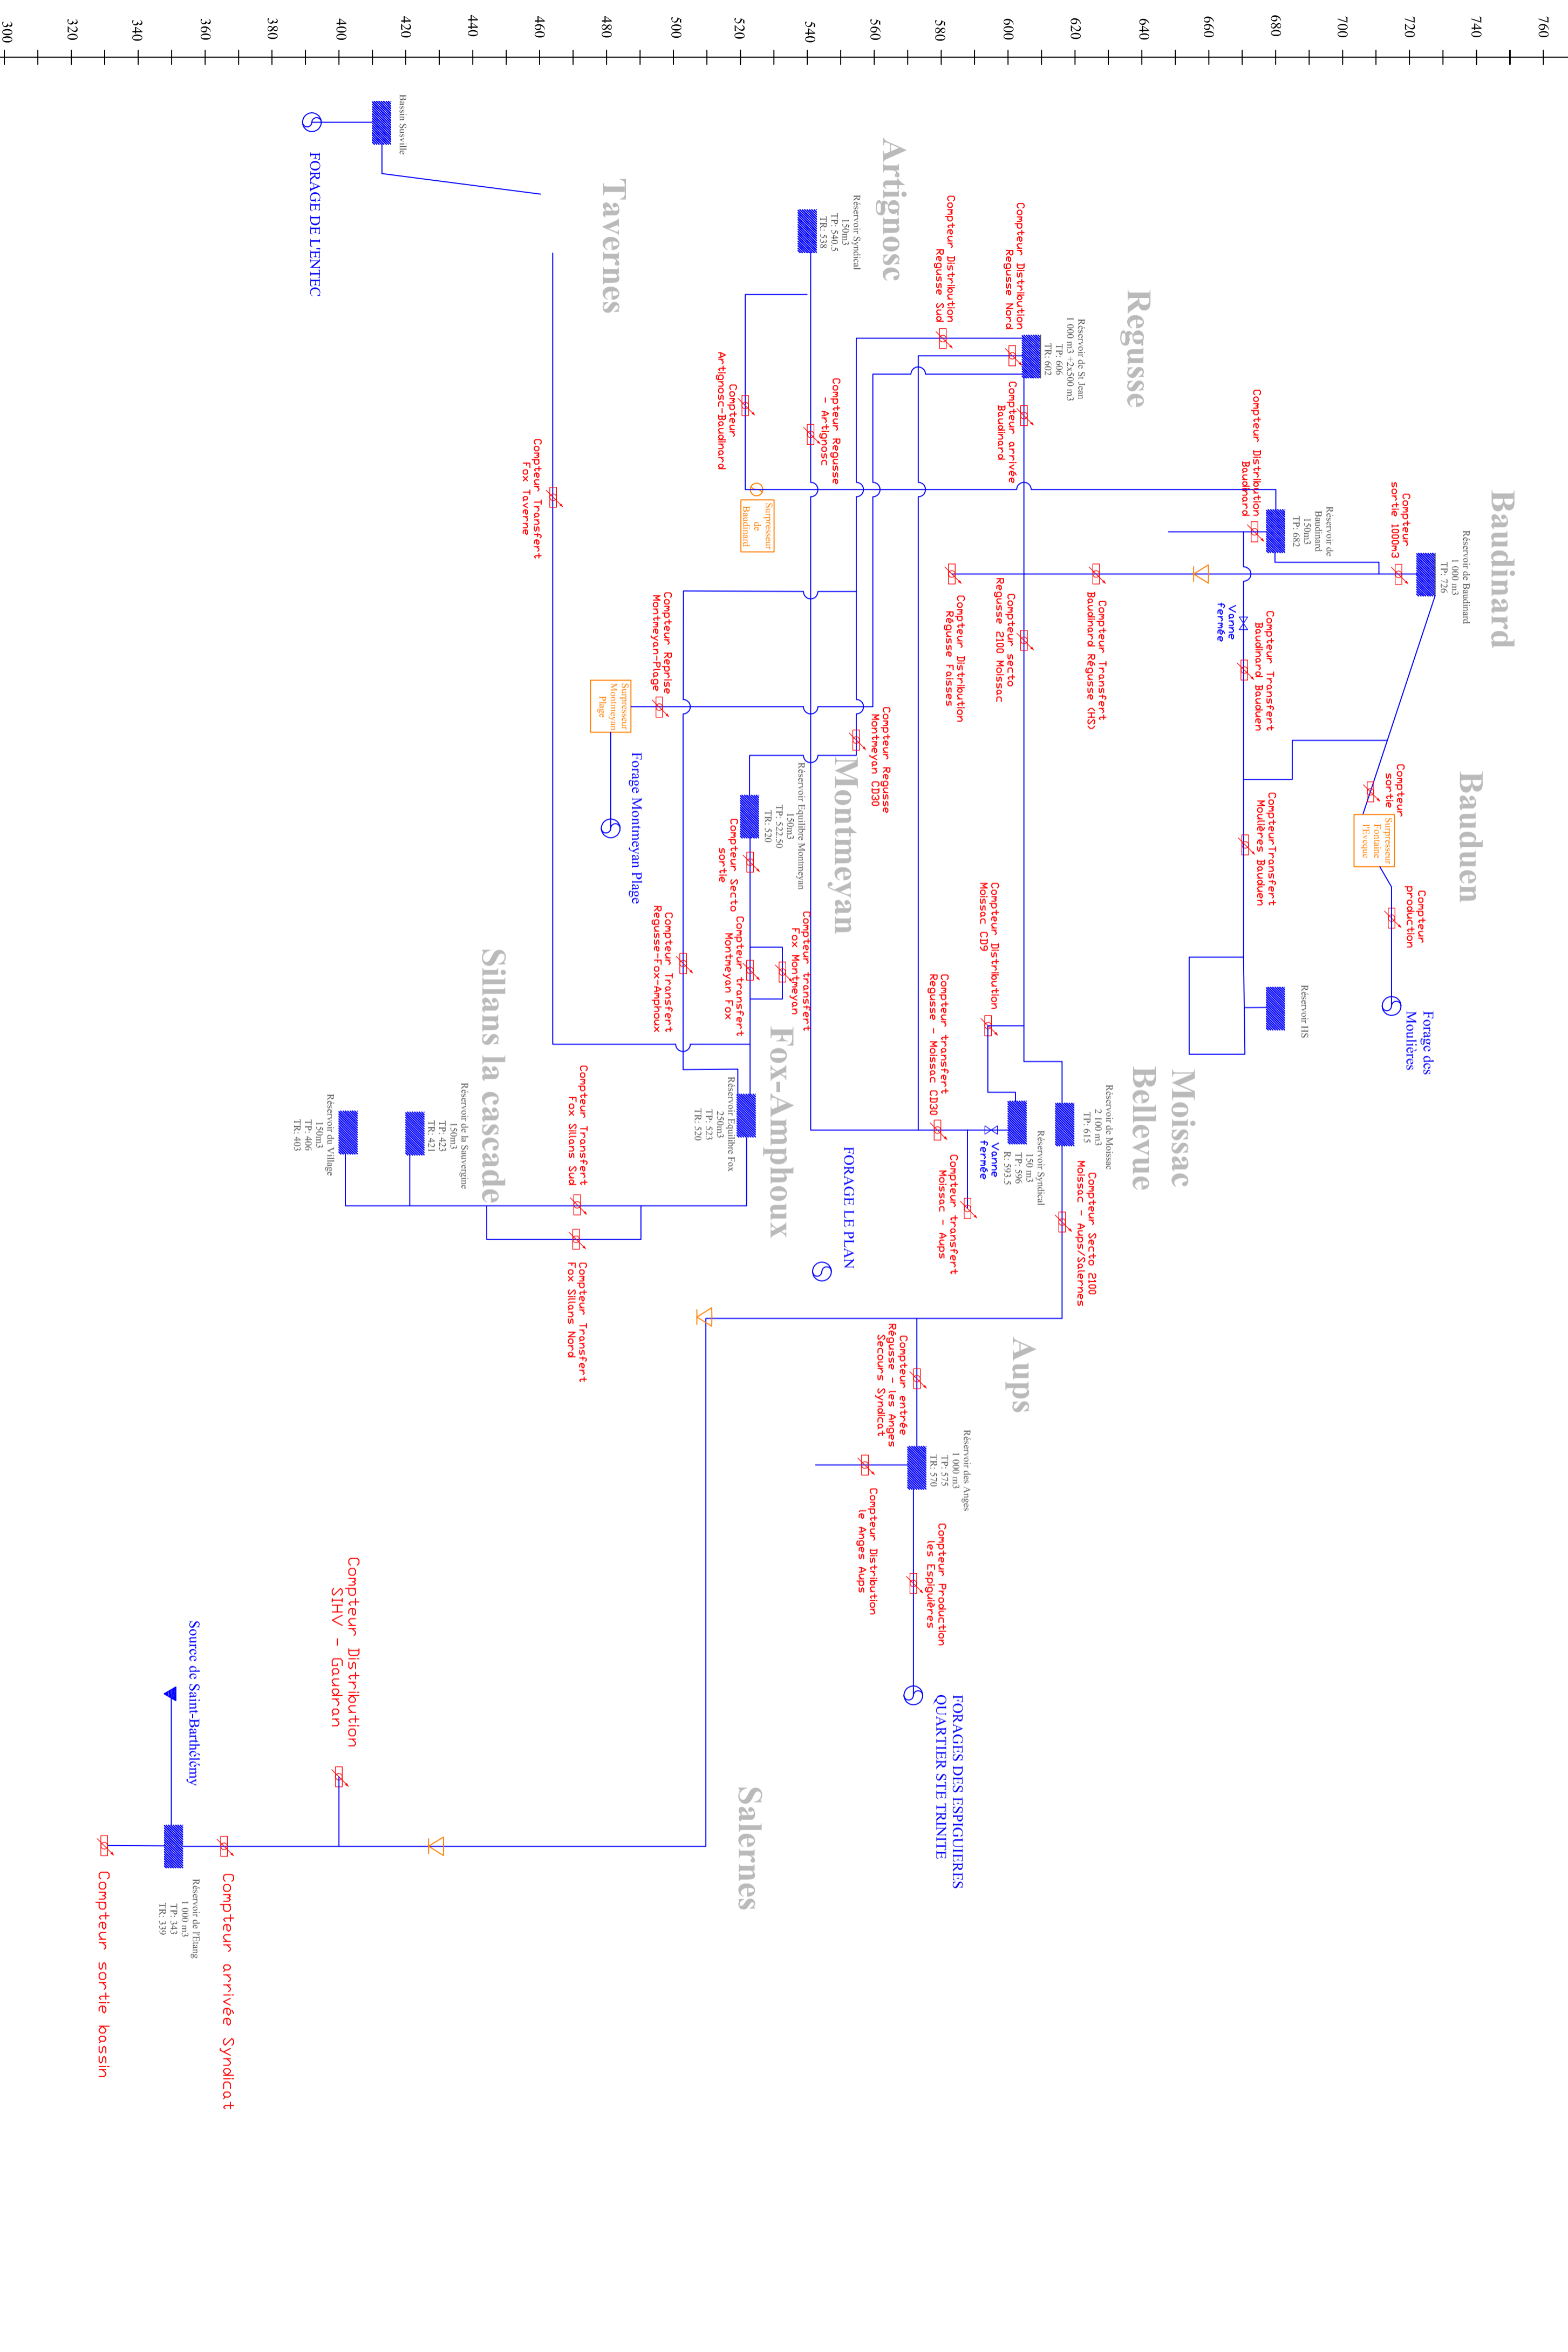 760
740
720
700
680
660
640
620
600
580
560
540
520
500
480
460
440
420
400
380
360
340
320
300
Baudinard
Réservoir de Baudinard
1 000 m3
TP: 726
Compteur
sortie 1000m3
Réservoir de
Baudinard
150m3
TP: 682
Compteur Distribution
Baudinard
Vanne
fermée
Compteur Transfert
Baudinard Bauduen
Compteur Transfert
Baudinard Régusse (HS)
Bauduen
Compteur
sortie
Surpresseur
Fontaine
l'Eveque
Compteur
production
Forage des
Moulières
CompteurTransfert
Moulières Bauduen
Réservoir HS
Regusse
Réservoir de St Jean
1 000 m3 +2x500 m3
TP: 606
TR: 602
Compteur Distribution
Regusse Nord
Compteur Distribution
Regusse Sud
Compteur arrivée
Baudinard
Compteur secto
Regusse 2100 Moissac
Compteur Distribution
Régusse Faïsses
Moissac
Bellevue
Réservoir de Moissac
2 100 m3
TP: 615
Compteur Distribution
Moissac CD9
Réservoir Syndical
150 m3
TP: 596
R: 593.5
Vanne
fermée
Compteur Secto 2100
Moissac - Aups/Salernes
Compteur transfert
Regusse - Moissac CD30
Compteur transfert
Moissac - Aups
Artignosc
Réservoir Syndical
150m3
TP: 540.5
TR: 538
Compteur Regusse
- Artignosc
Compteur
Artignosc-Baudinard
Surpresseur
de
Baudinard
Montmeyan
Compteur Regusse
Montmeyan CD30
Réservoir Equilibre Montmeyan
150m3
TP: 522.50
TR: 520
Compteur Secto
sortie
Compteur transfert
Fox Montmeyan
Compteur transfert
Montmeyan Fox
Compteur Reprise
Montmeyan-Plage
Surpresseur
Montmeyan
Plage
Forage Montmeyan Plage
Compteur Transfert
Regusse-Fox-Amphoux
FORAGE LE PLAN
Fox-Amphoux
Réservoir Equilibre Fox
250m3
TP: 523
TR: 520
Aups
Compteur entrée
Régusse - les Anges
Secours Syndicat
Réservoir des Anges
1 000 m3
TP: 575
TR: 570
Compteur Distribution
le Anges Aups
Compteur Production
les Espiguières
FORAGES DES ESPIGUIERES
QUARTIER STE TRINITE
Tavernes
Bassin Susville
FORAGE DE L'ENTEC
Compteur Transfert
Fox Taverne
Sillans la cascade
Compteur Transfert
Fox Sillans Sud
Compteur Transfert
Fox Sillans Nord
Réservoir de la Sauvergine
150m3
TP: 423
TR: 421
Réservoir du Village
150m3
TP: 406
TR: 403
Salernes
Compteur Distribution
SIHV - Gaudran
Source de Saint-Barthélémy
Réservoir de l'Etang
1 000 m3
TP: 343
TR: 339
Compteur arrivée Syndicat
Compteur sortie bassin